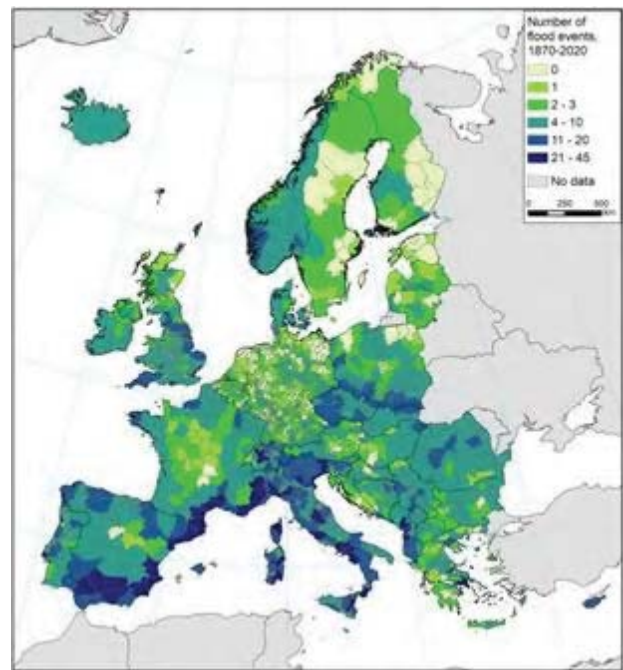 Number of
flood events,
1870-2020
0
1
2 - 3
4 - 10
11 - 20
21 - 45
No data
0 250 500
km